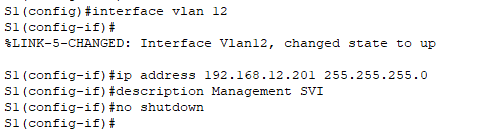 S1(config)#interface vlan 12
S1(config-if)#
%LINK-5-CHANGED: Interface Vlan12, changed state to up
S1(config-if)#ip address 192.168.12.201 255.255.255.0
S1(config-if)#description Management SVI
S1(config-if)#no shutdown
S1(config-if)#